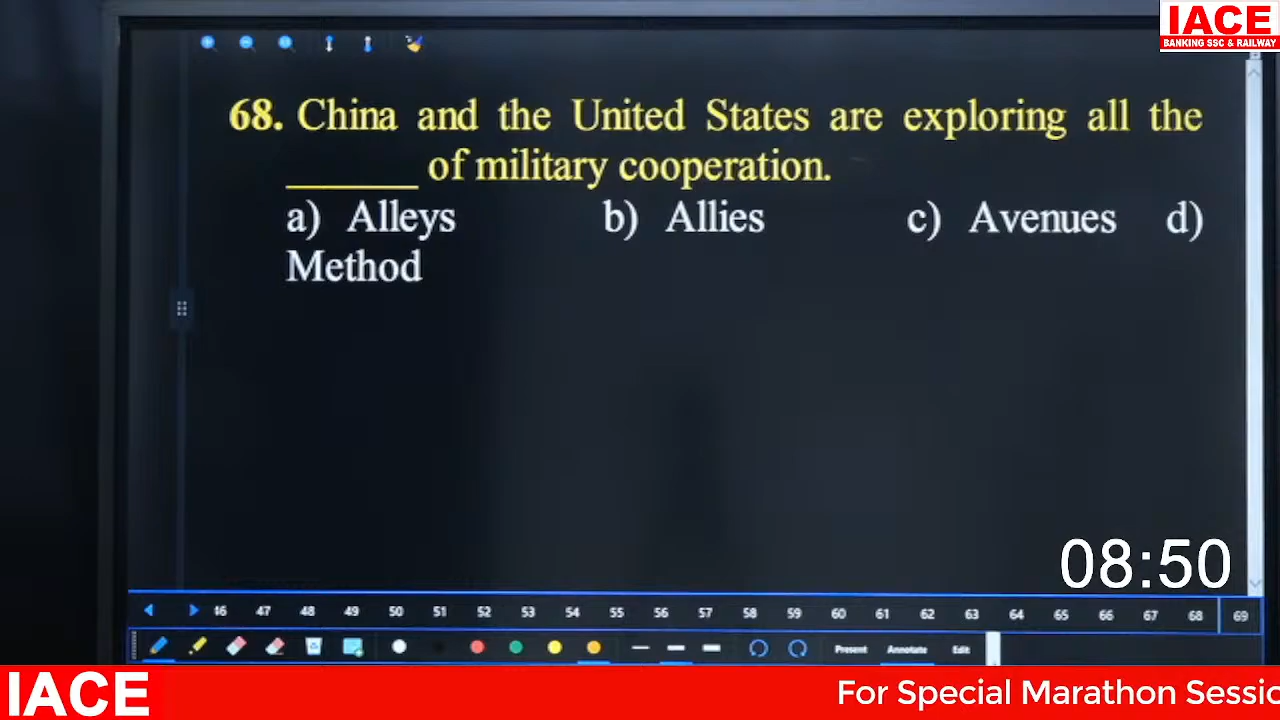 IACE
BANKING SSC & RAILWAY
68. China and the United States are exploring all the
______ of military cooperation.
a) Alleys b) Allies c) Avenues d)
Method
08:50
46 47 48 49 50 51 52 53 54 55 56 57 58 59 60 61 62 63 64 65 66 67 68 69
Present Annotate Edit
IACE For Special Marathon Sessic